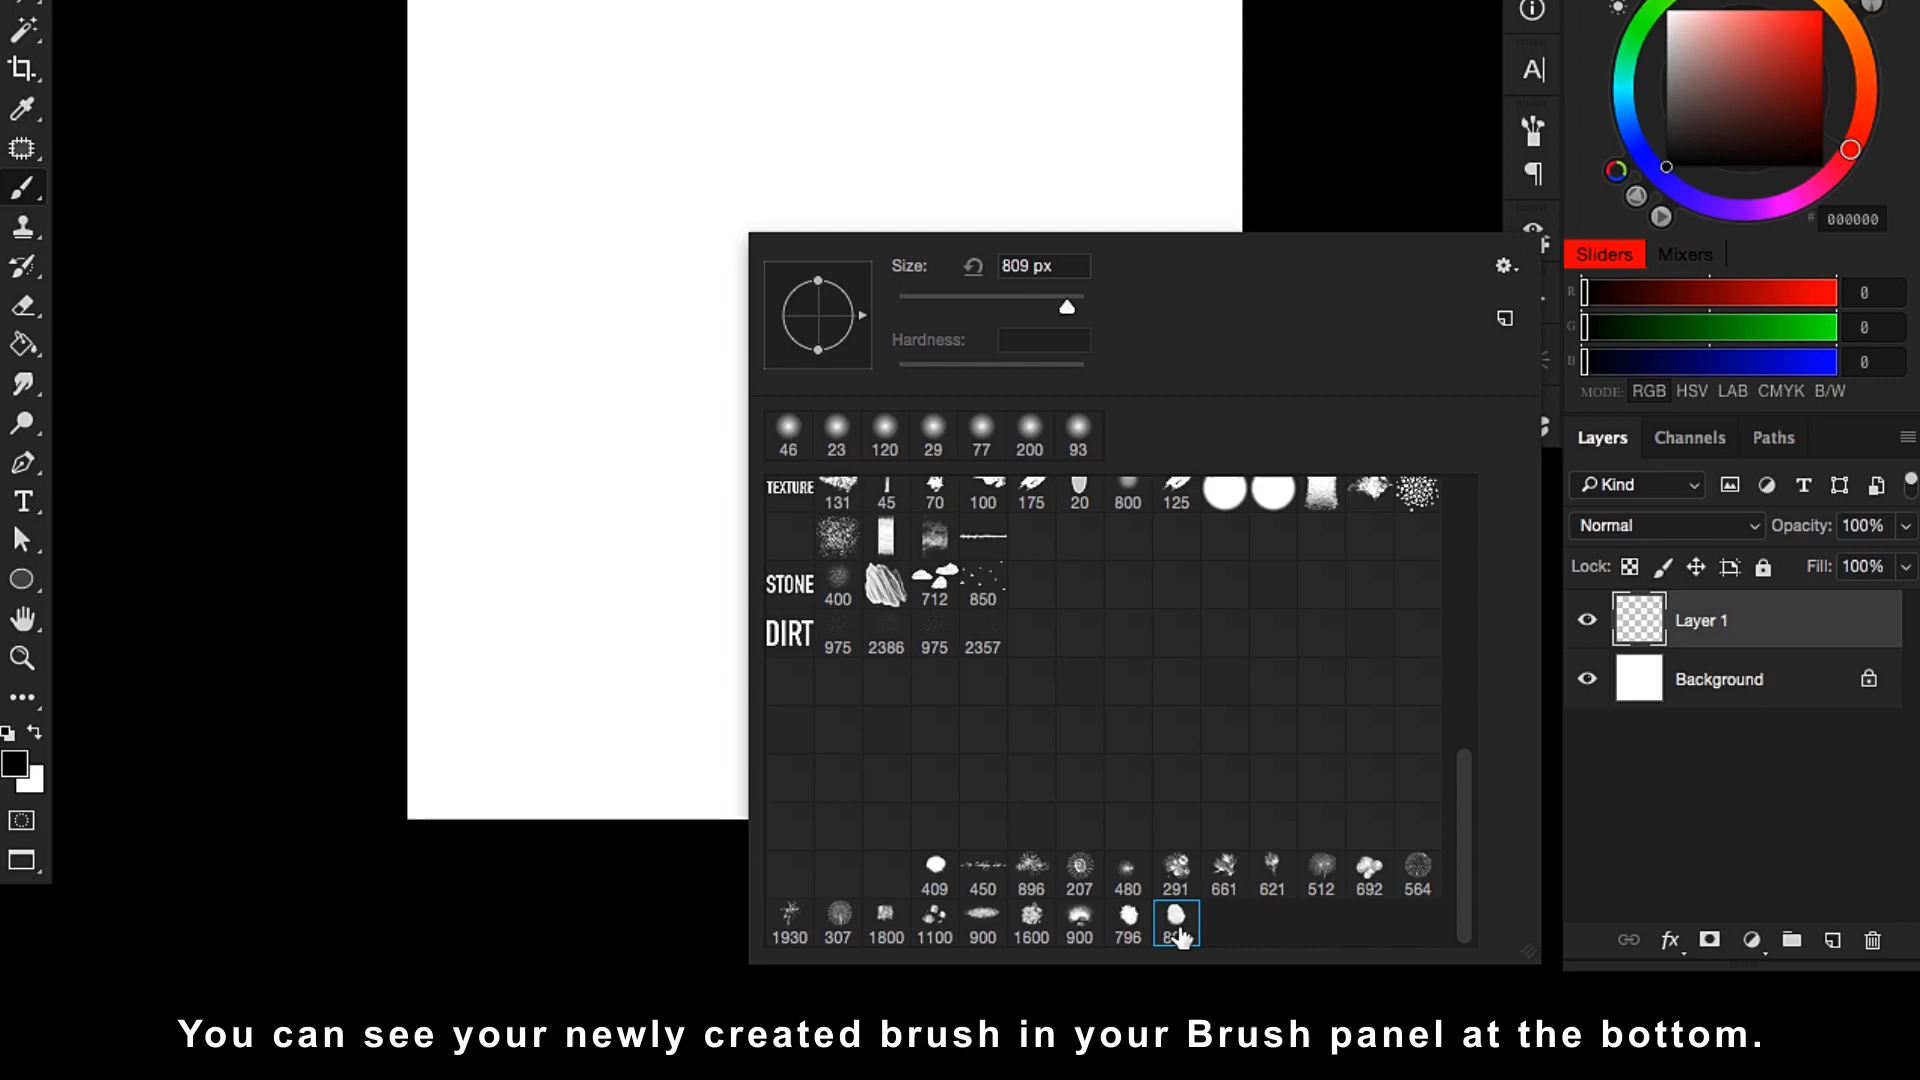 # 000000
Sliders Mixers
Size: 809 px
R 0
G 0
Hardness:
B 0
MODE: RGB HSV LAB CMYK B/W
46 23 120 29 77 200 93
Layers Channels Paths
TEXTURE 131 45 70 100 175 20 800 125
Kind
Normal Opacity: 100%
Lock: Fill: 100%
STONE 400 712 850
DIRT 975 2386 975 2357
Layer 1
Background
409 450 896 207 480 291 661 621 512 692 564
1930 307 1800 1100 900 1600 900 796
fx
You can see your newly created brush in your Brush panel at the bottom.